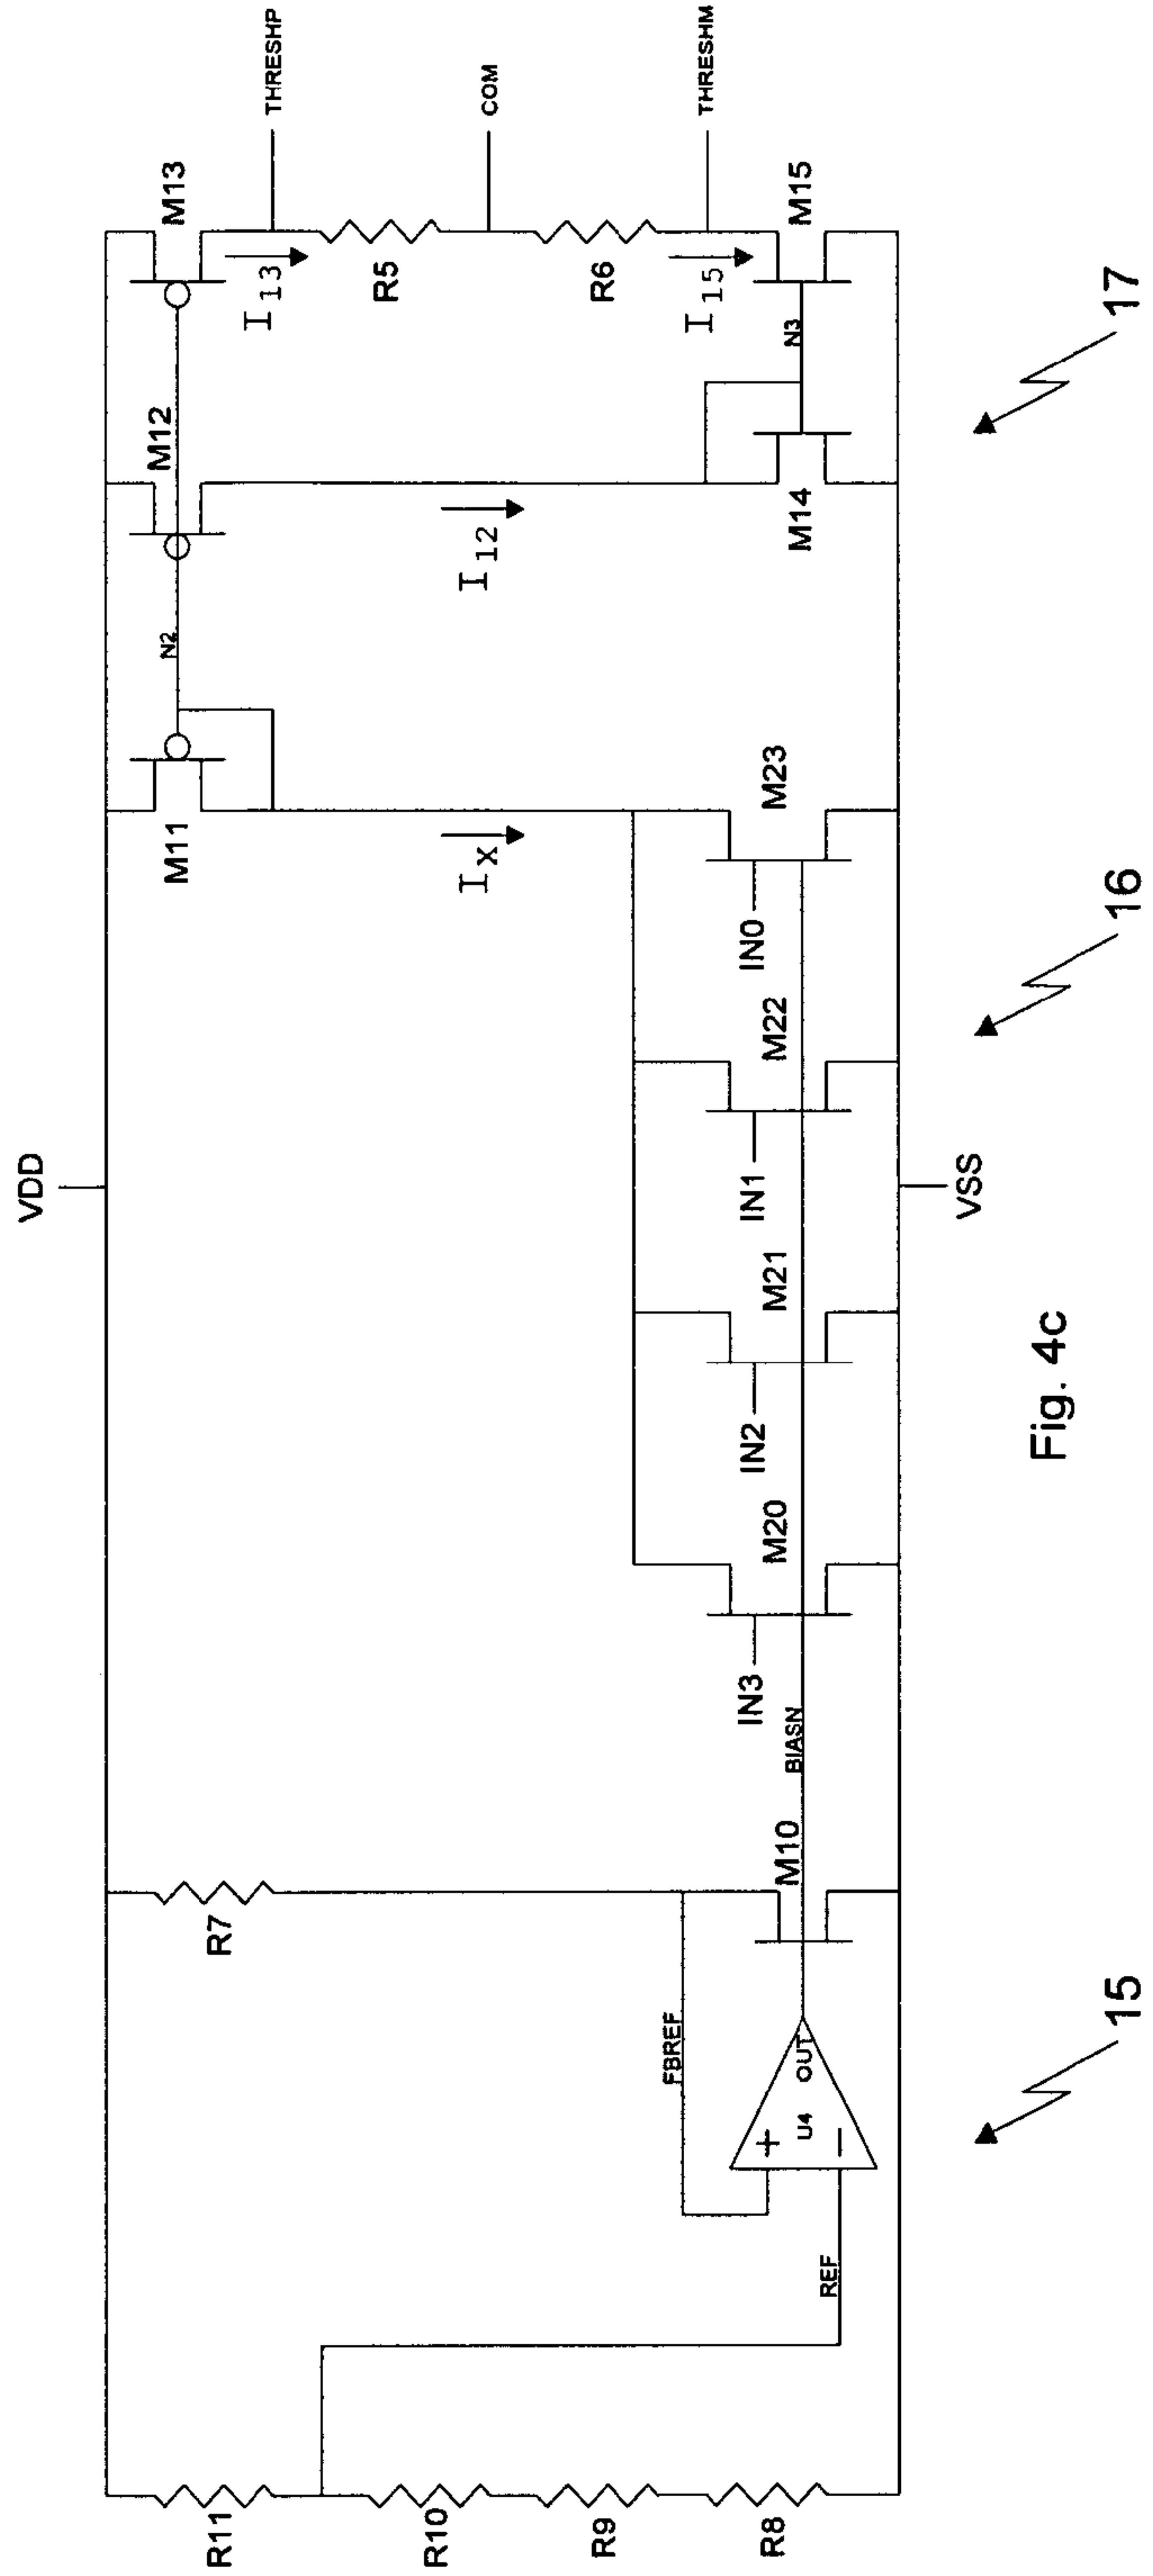 VDD
R11
R10
R9
R8
REF
FBREF
U4
OUT
R7
M10
BIASN
IN3
M20
IN2
M21
IN1
M22
IN0
M23
M11
IX
N2
M12
I12
M14
N3
M13
I13
THRESHP
R5
COM
R6
I15
THRESHM
M15
VSS
15
16
17
Fig. 4c